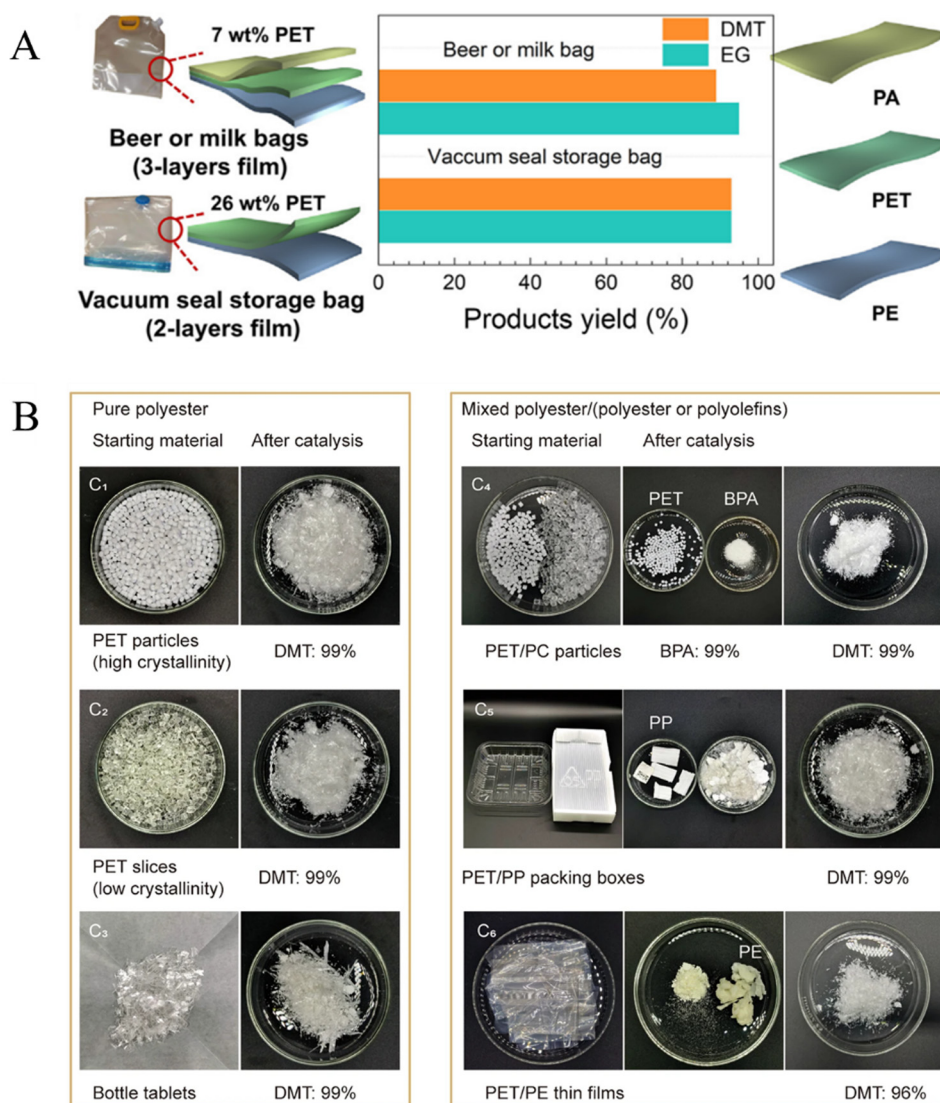 A
7 wt% PET
Beer or milk bags
(3-layers film)
26 wt% PET
Vacuum seal storage bag
(2-layers film)
DMT
EG
Beer or milk bag
Vaccum seal storage bag
0 20 40 60 80 100
Products yield (%)
PA
PET
PE
B
Pure polyester
Starting material After catalysis
C₁
PET particles
(high crystallinity)
DMT: 99%
C₂
PET slices
(low crystallinity)
DMT: 99%
C₃
Bottle tablets
DMT: 99%
Mixed polyester/(polyester or polyolefins)
Starting material After catalysis
C₄
PET
BPA
PET/PC particles
BPA: 99%
DMT: 99%
C₅
PP
PET/PP packing boxes
DMT: 99%
C₆
PE
PET/PE thin films
DMT: 96%